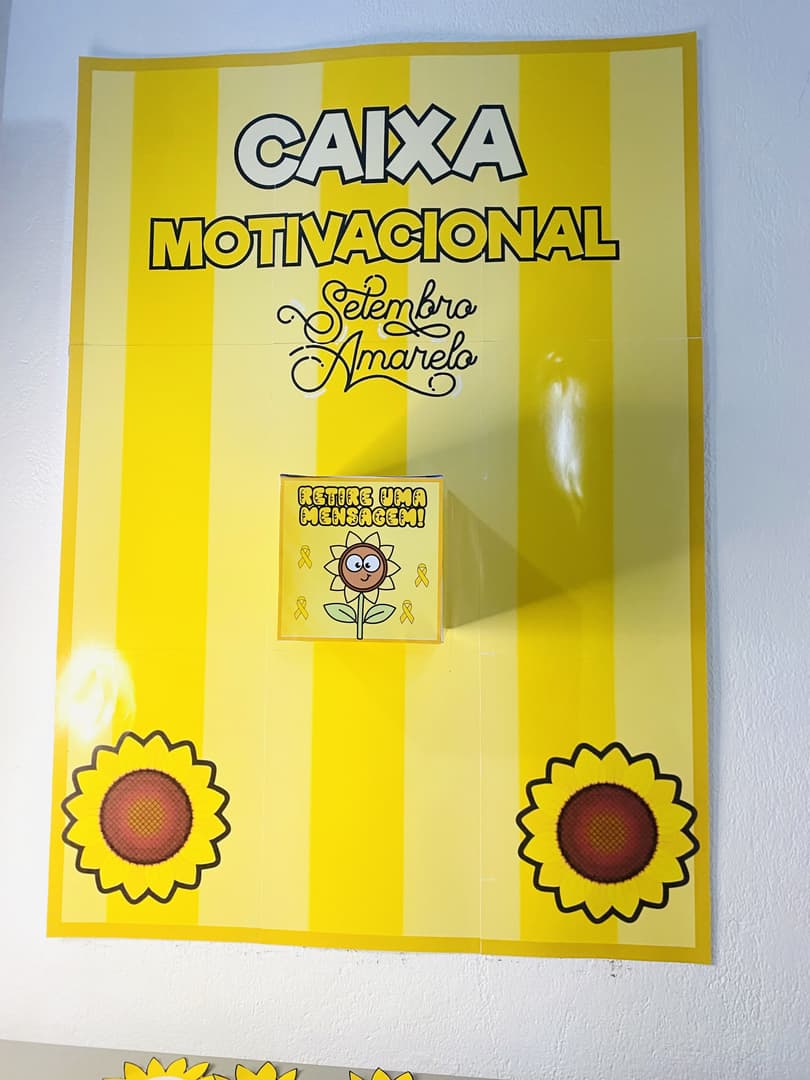 CAIXA
MOTIVACIONAL
Setembro
Amarelo
RETIRE UMA
MENSAGEM!